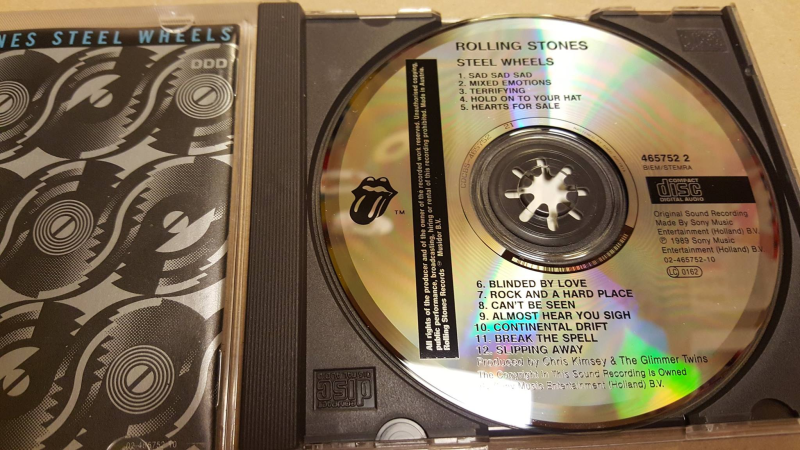 NES STEEL WHEELS
DDD
02-465752-10
ROLLING STONES
STEEL WHEELS
1. SAD SAD SAD
2. MIXED EMOTIONS
3. TERRIFYING
4. HOLD ON TO YOUR HAT
5. HEARTS FOR SALE
All rights of the producer and of the owner of the recorded work reserved. Unauthorised copying,
public performance, broadcasting, hiring or rental of this recording prohibited. Made in Austria.
Rolling Stones Records ℗ Musidor B.V.
TM
465752 2
BIEM/STEMRA
COMPACT
disc
DIGITAL AUDIO
Original Sound Recording
Made By Sony Music
Entertainment (Holland) B.V.
℗ 1989 Sony Music
Entertainment (Holland) B.V.
02-465752-10
LC 0162
6. BLINDED BY LOVE
7. ROCK AND A HARD PLACE
8. CAN'T BE SEEN
9. ALMOST HEAR YOU SIGH
10. CONTINENTAL DRIFT
11. BREAK THE SPELL
12. SLIPPING AWAY
Produced by Chris Kimsey & The Glimmer Twins
The Copyright In This Sound Recording Is Owned
Music Entertainment (Holland) B.V.
disc